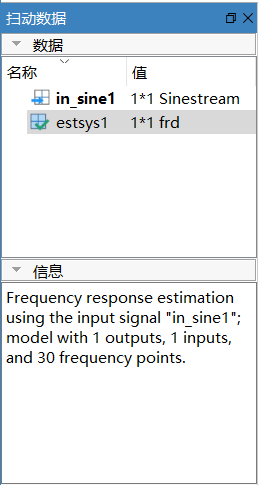 扫动数据
数据
名称 值
in_sine1 1*1 Sinestream
estsys1 1*1 frd
信息
Frequency response estimation
using the input signal "in_sine1";
model with 1 outputs, 1 inputs,
and 30 frequency points.